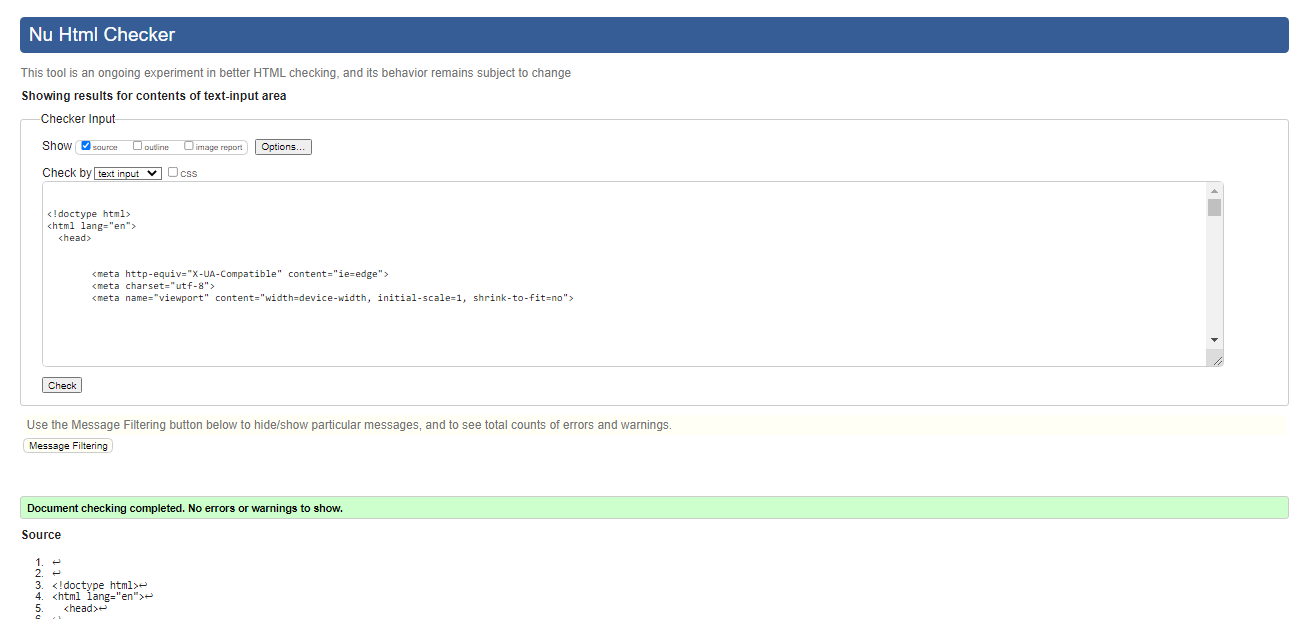 Nu Html Checker
This tool is an ongoing experiment in better HTML checking, and its behavior remains subject to change
Showing results for contents of text-input area
Checker Input
Show source outline image report Options...
Check by text input css
<!doctype html>
<html lang="en">
<head>
<meta http-equiv="X-UA-Compatible" content="ie=edge">
<meta charset="utf-8">
<meta name="viewport" content="width=device-width, initial-scale=1, shrink-to-fit=no">
Check
Use the Message Filtering button below to hide/show particular messages, and to see total counts of errors and warnings.
Message Filtering
Document checking completed. No errors or warnings to show.
Source
1. ↩
2. ↩
3. <!doctype html>↩
4. <html lang="en">↩
5. <head>↩